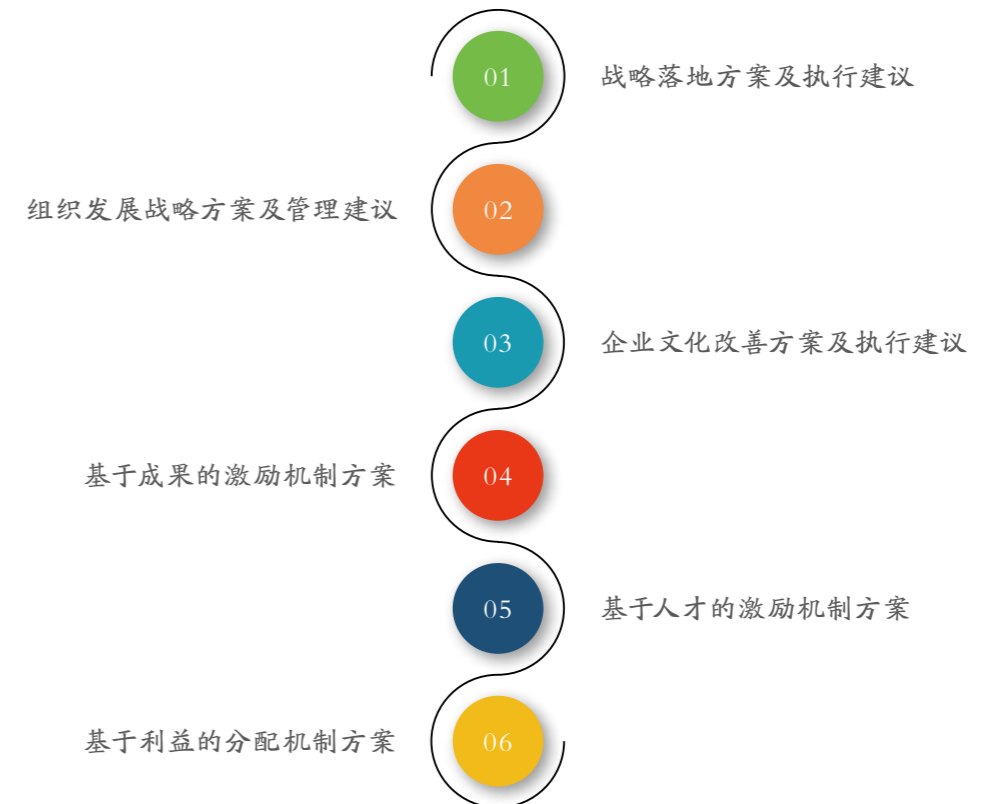 01
战略落地方案及执行建议
组织发展战略方案及管理建议
02
03
企业文化改善方案及执行建议
基于成果的激励机制方案
04
05
基于人才的激励机制方案
基于利益的分配机制方案
06